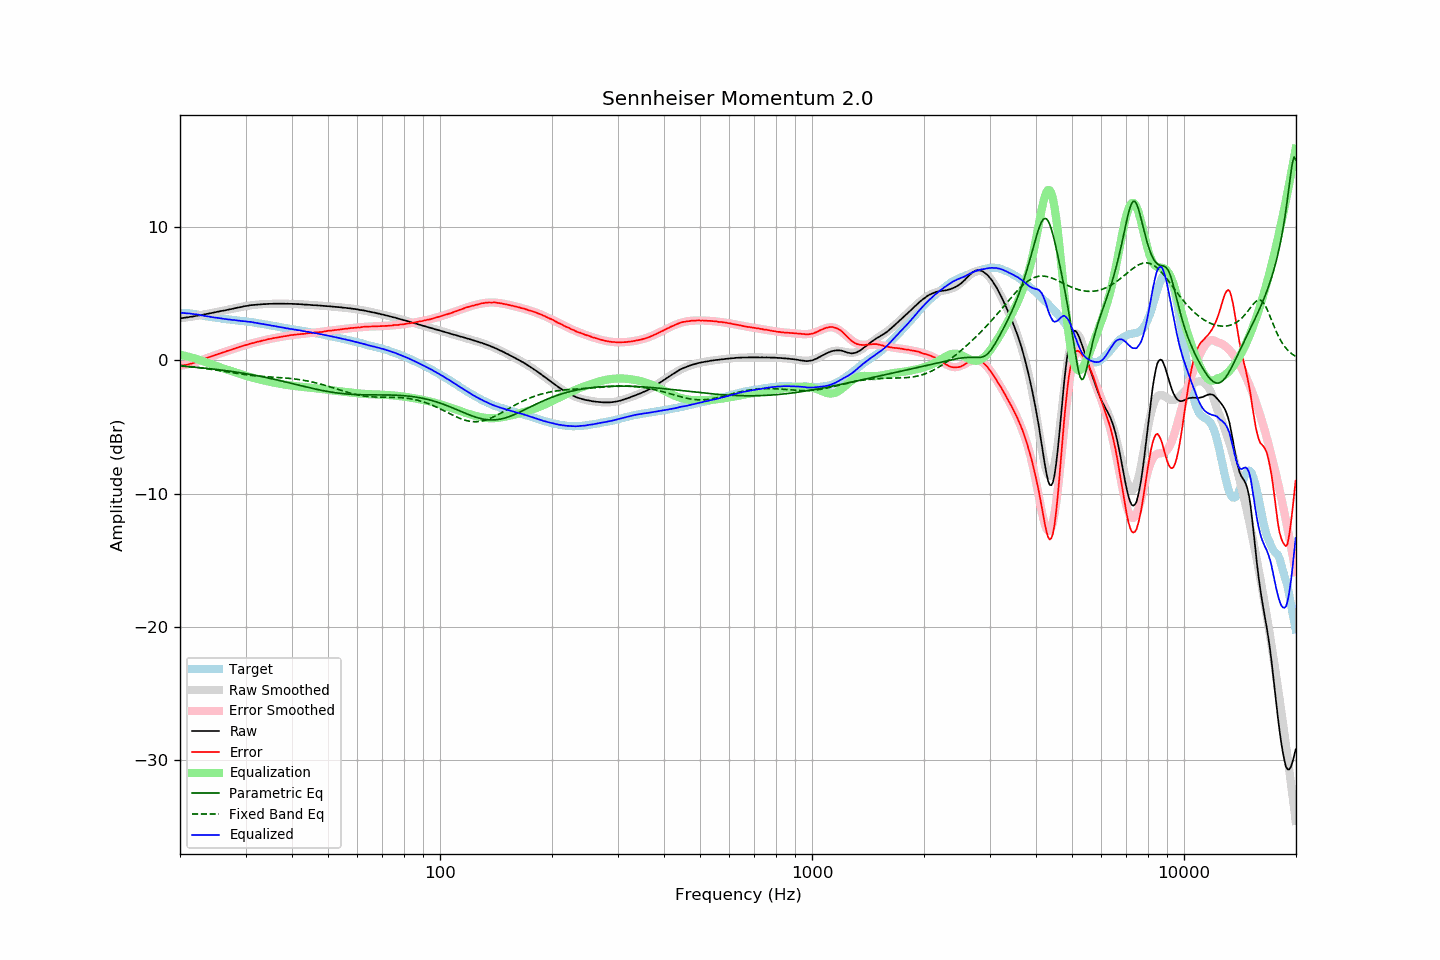 Sennheiser Momentum 2.0
10
0
−10
−20
−30
Amplitude (dBr)
Target
Raw Smoothed
Error Smoothed
Raw
Error
Equalization
Parametric Eq
Fixed Band Eq
Equalized
100
1000
10000
Frequency (Hz)